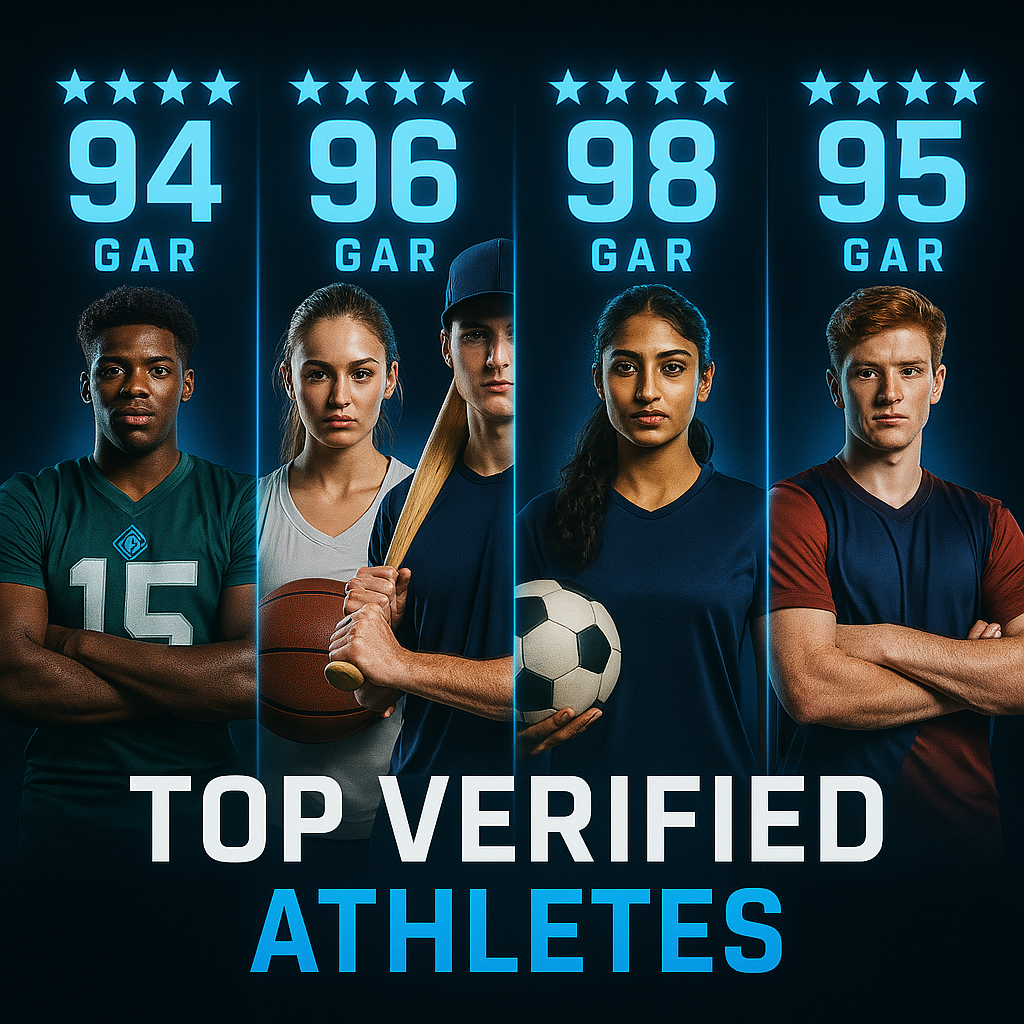 ★★★★ ★★★★ ★★★★ ★★★★
94 96 98 95
GAR GAR GAR GAR
15
TOP VERIFIED
ATHLETES